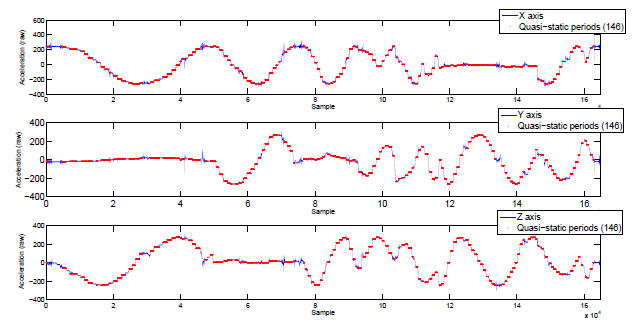 X axis
Quasi-static periods (146)
600
400
200
0
-200
-400
Acceleration (raw)
0 2 4 6 8 10 12 14 16
Sample
Y axis
Quasi-static periods (146)
400
200
0
-200
-400
Acceleration (raw)
0 2 4 6 8 10 12 14 16
Sample
Z axis
Quasi-static periods (146)
400
200
0
-200
-400
Acceleration (raw)
0 2 4 6 8 10 12 14 16
Sample
x 10⁴